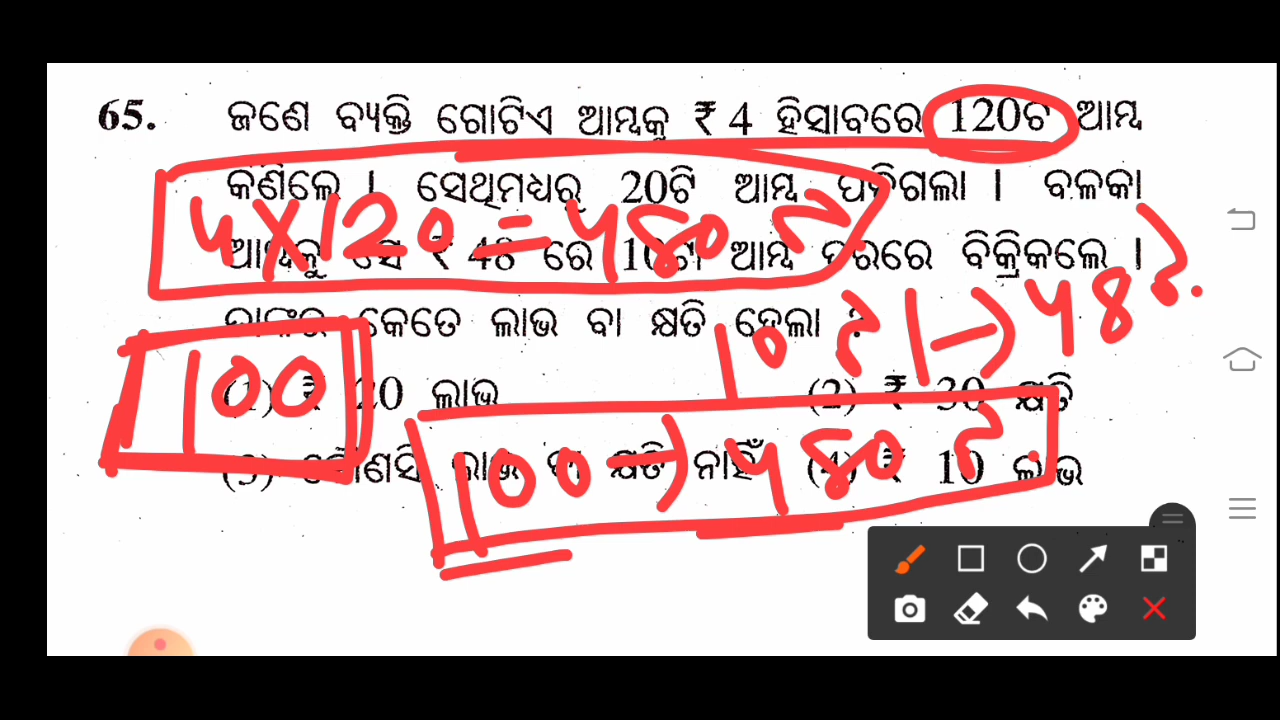 65. ଜଣେ ବ୍ୟକ୍ତି ଗୋଟିଏ ଆମ୍ବକୁ ₹ 4 ହିସାବରେ 120ଟି ଆମ୍ବ
କିଣିଲେ । ସେଥିମଧ୍ୟରୁ 20ଟି ଆମ୍ବ ପଚିଗଲା । ବଳକା
4 X 120 = 480 ଟ
ଆମ୍ବକୁ ସେ ₹ 48 ରେ 10ଟା ଆମ୍ବ ଦରରେ ବିକ୍ରିକଲେ ।
10 ଟା → 48 ଟ.
ତାଙ୍କର କେତେ ଲାଭ ବା କ୍ଷତି ହେଲା ?
100
(1) ₹ 20 ଲାଭ (2) ₹ 30 କ୍ଷତି
100 → 480 ଟ
(3) କୌଣସି ଲାଭ ବା କ୍ଷତି ନାହିଁ (4) ₹ 10 ଲାଭ